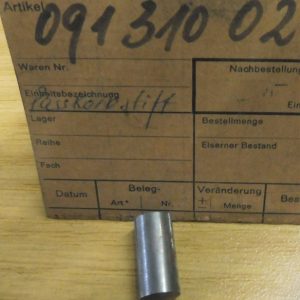 Artikel 091 310 02
Waren Nr.
Nachbestellung
Einheitsbezeichnung
Lager
Bestellmenge
Reihe
Eiserner Bestand
Fach
Datum
Beleg-
Veränderung
Art*
Nr.
±
Menge